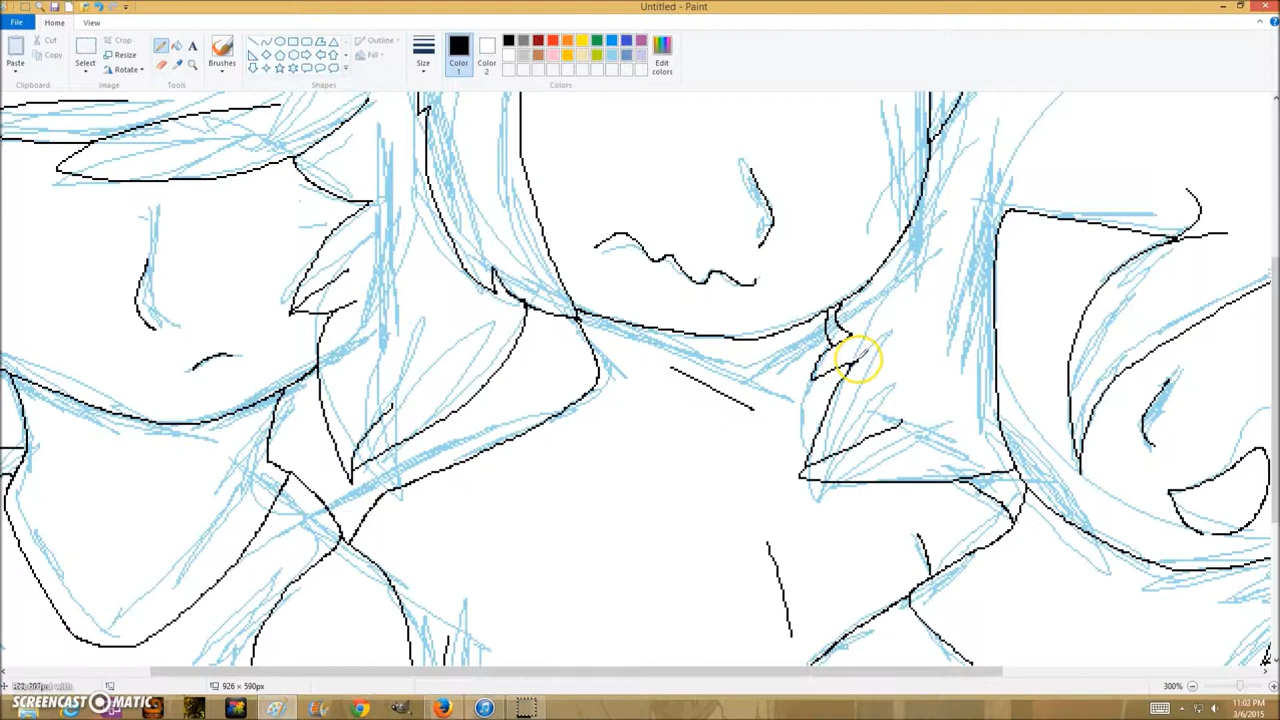 Untitled - Paint
File
Home
View
Cut
Copy
Paste
Clipboard
Crop
Resize
Rotate
Select
Image
A
Tools
Brushes
Outline
Fill
Shapes
Size
Color
1
Color
2
Edit
colors
Colors
926 × 590px
300%
Recorded with
SCREENCAST MATIC
11:02 PM
3/6/2015